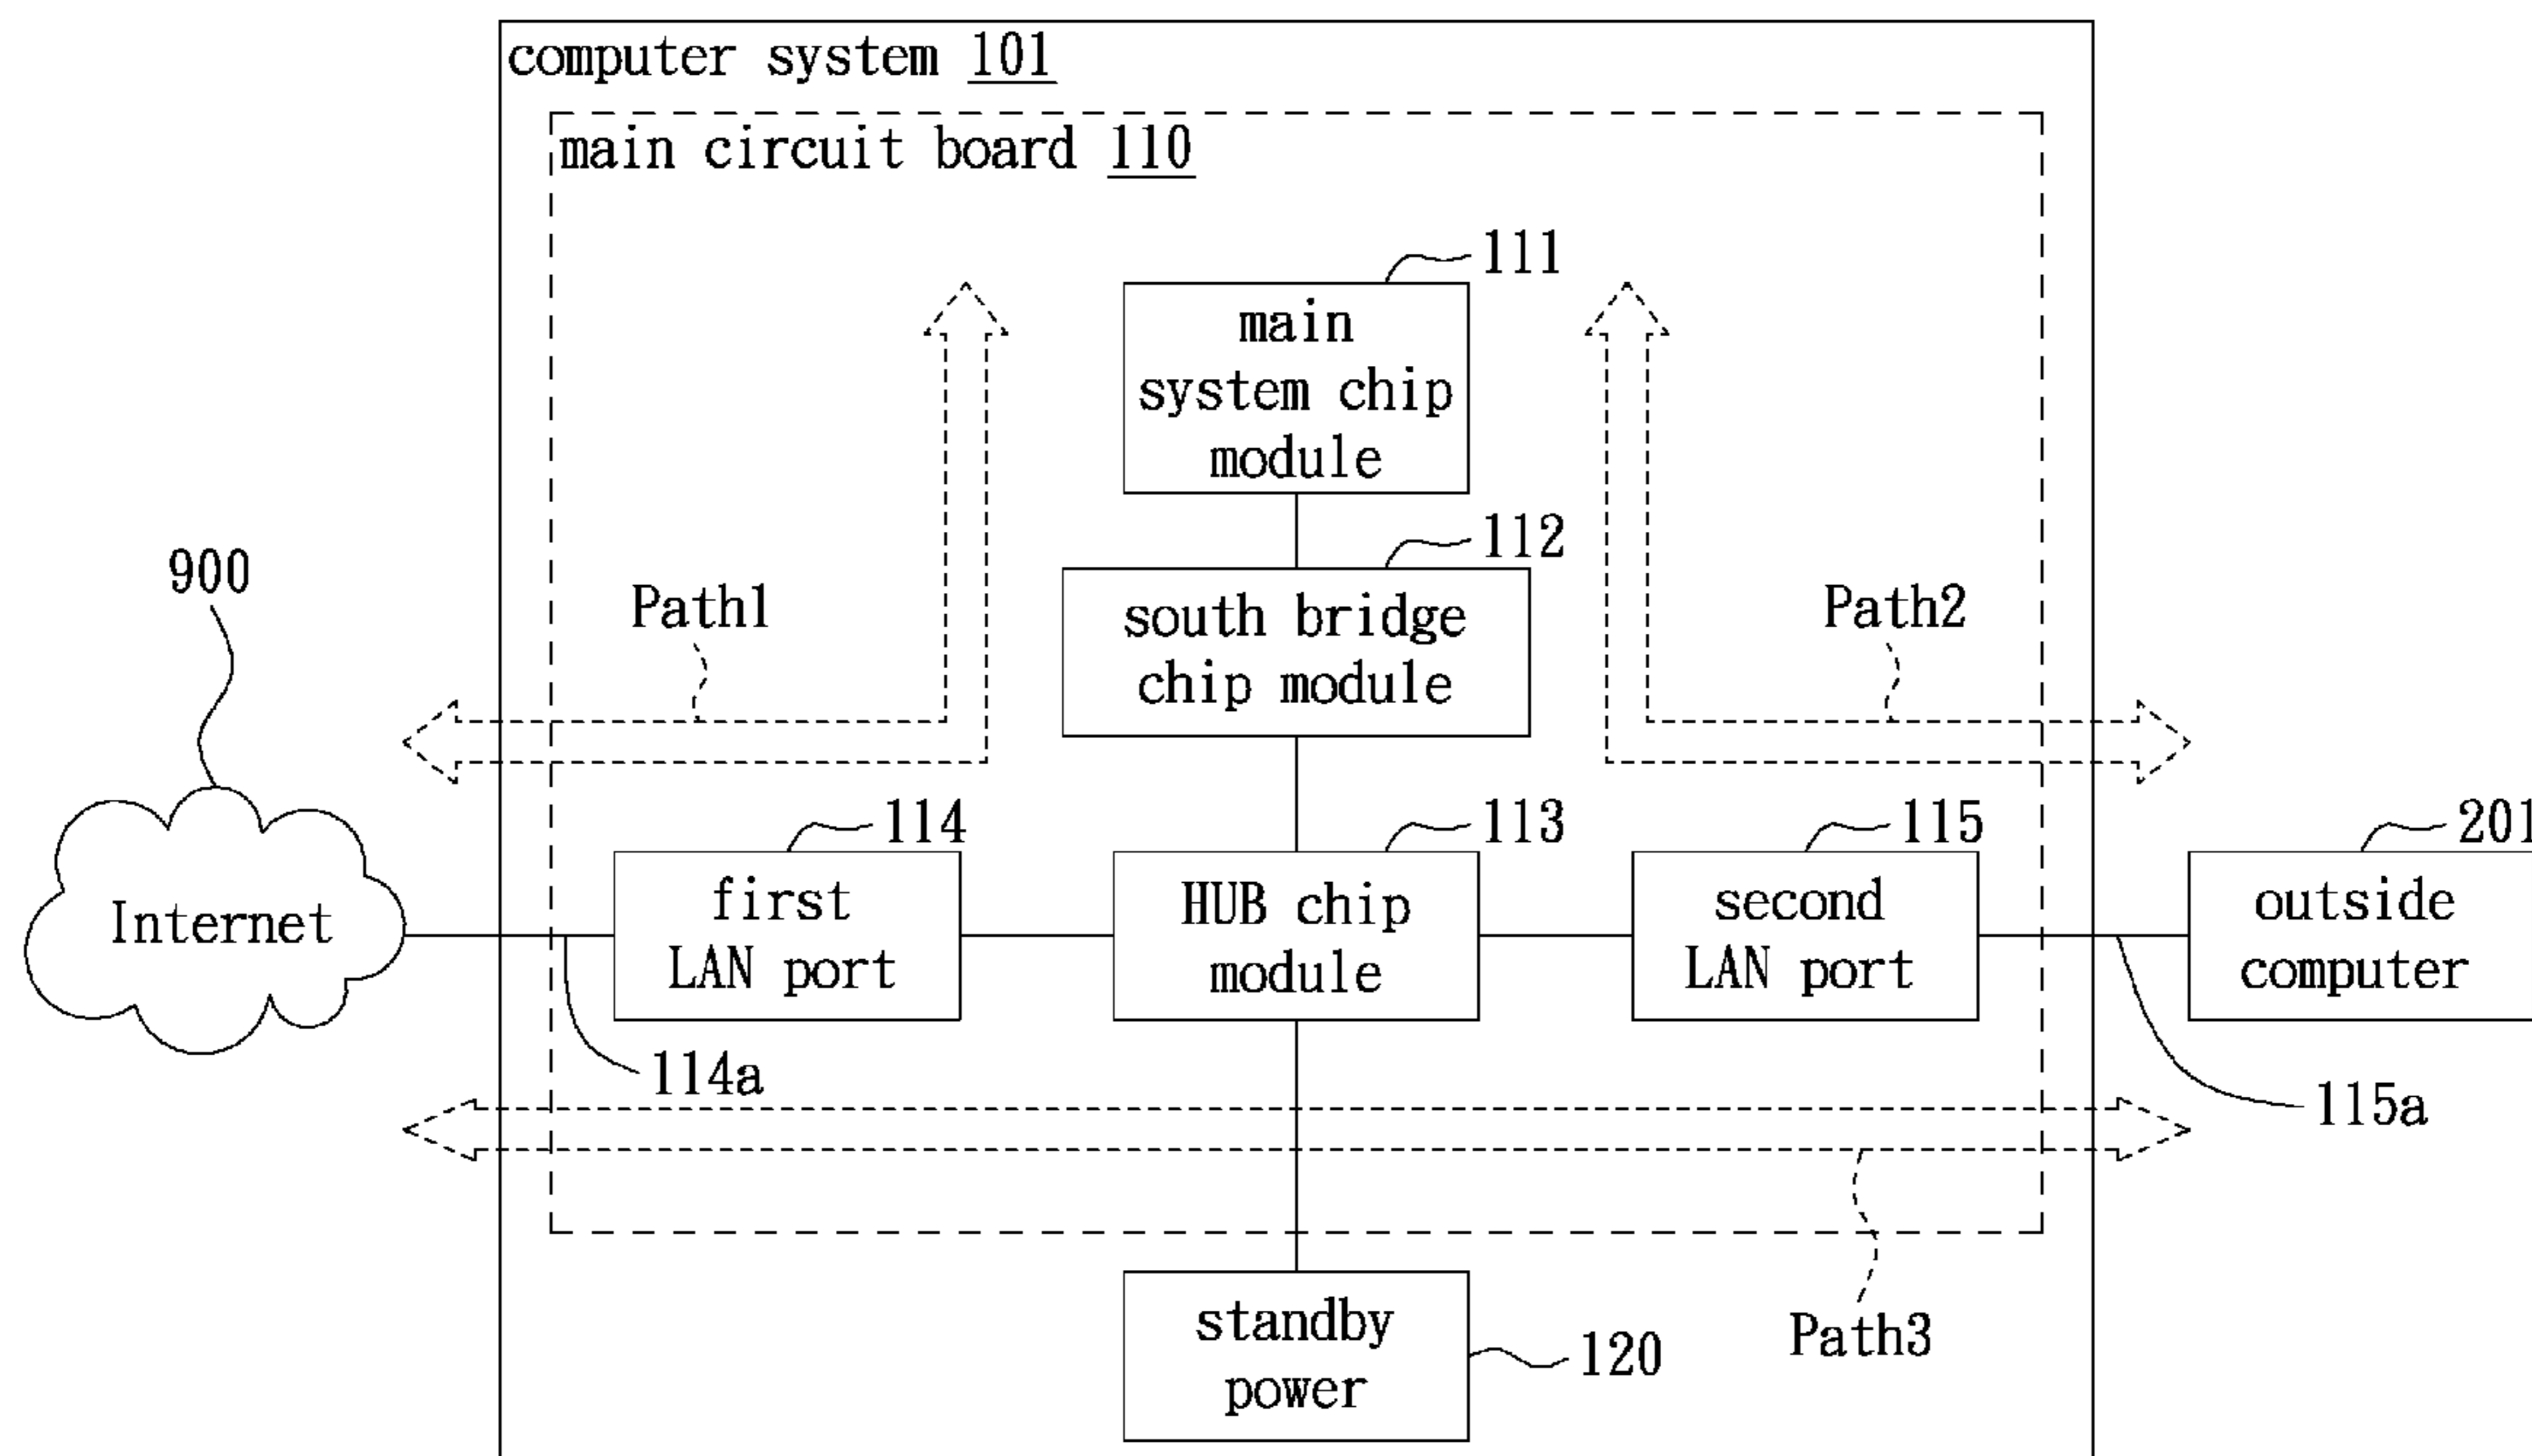 computer system 101
main circuit board 110
111
main
system chip
module
112
900
Path1
south bridge
chip module
Path2
114
113
115
201
Internet
first
LAN port
HUB chip
module
second
LAN port
outside
computer
114a
115a
standby
power
120
Path3